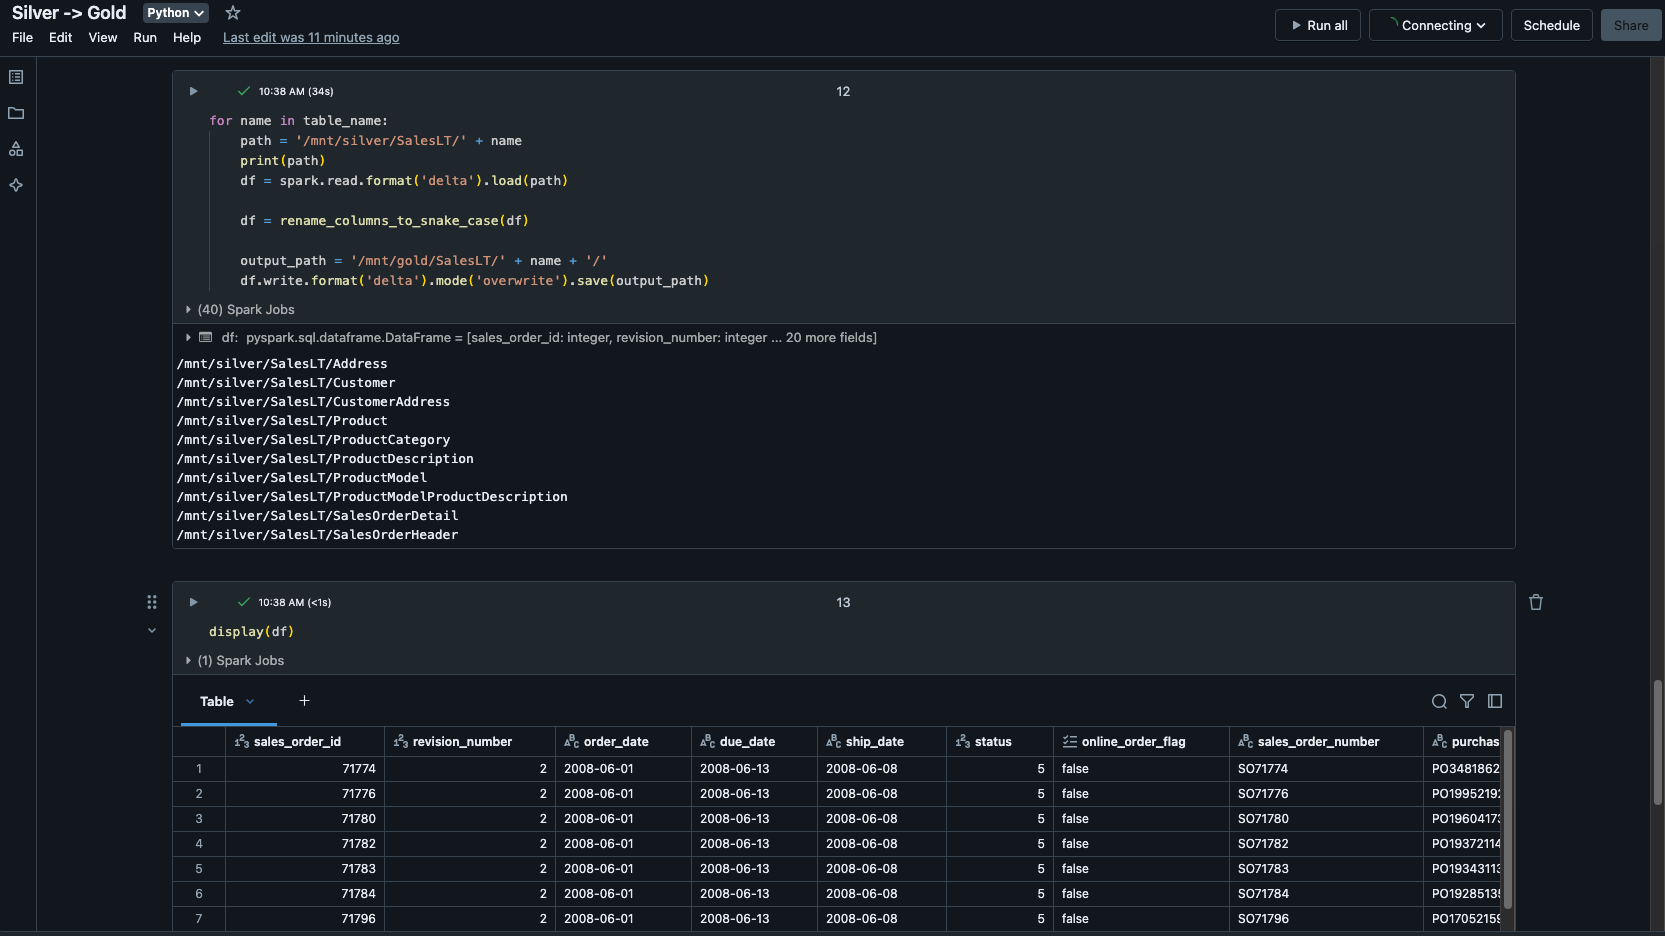 Silver -> Gold Python
File Edit View Run Help Last edit was 11 minutes ago
Run all Connecting Schedule Share
10:38 AM (34s) 12
for name in table_name:
path = '/mnt/silver/SalesLT/' + name
print(path)
df = spark.read.format('delta').load(path)
df = rename_columns_to_snake_case(df)
output_path = '/mnt/gold/SalesLT/' + name + '/'
df.write.format('delta').mode('overwrite').save(output_path)
(40) Spark Jobs
df: pyspark.sql.dataframe.DataFrame = [sales_order_id: integer, revision_number: integer ... 20 more fields]
/mnt/silver/SalesLT/Address
/mnt/silver/SalesLT/Customer
/mnt/silver/SalesLT/CustomerAddress
/mnt/silver/SalesLT/Product
/mnt/silver/SalesLT/ProductCategory
/mnt/silver/SalesLT/ProductDescription
/mnt/silver/SalesLT/ProductModel
/mnt/silver/SalesLT/ProductModelProductDescription
/mnt/silver/SalesLT/SalesOrderDetail
/mnt/silver/SalesLT/SalesOrderHeader
10:38 AM (<1s) 13
display(df)
(1) Spark Jobs
Table +
sales_order_id revision_number order_date due_date ship_date status online_order_flag sales_order_number purchas
1 71774 2 2008-06-01 2008-06-13 2008-06-08 5 false SO71774 PO3481862
2 71776 2 2008-06-01 2008-06-13 2008-06-08 5 false SO71776 PO1995219
3 71780 2 2008-06-01 2008-06-13 2008-06-08 5 false SO71780 PO1960417
4 71782 2 2008-06-01 2008-06-13 2008-06-08 5 false SO71782 PO19372114
5 71783 2 2008-06-01 2008-06-13 2008-06-08 5 false SO71783 PO1934311
6 71784 2 2008-06-01 2008-06-13 2008-06-08 5 false SO71784 PO1928513
7 71796 2 2008-06-01 2008-06-13 2008-06-08 5 false SO71796 PO1705215